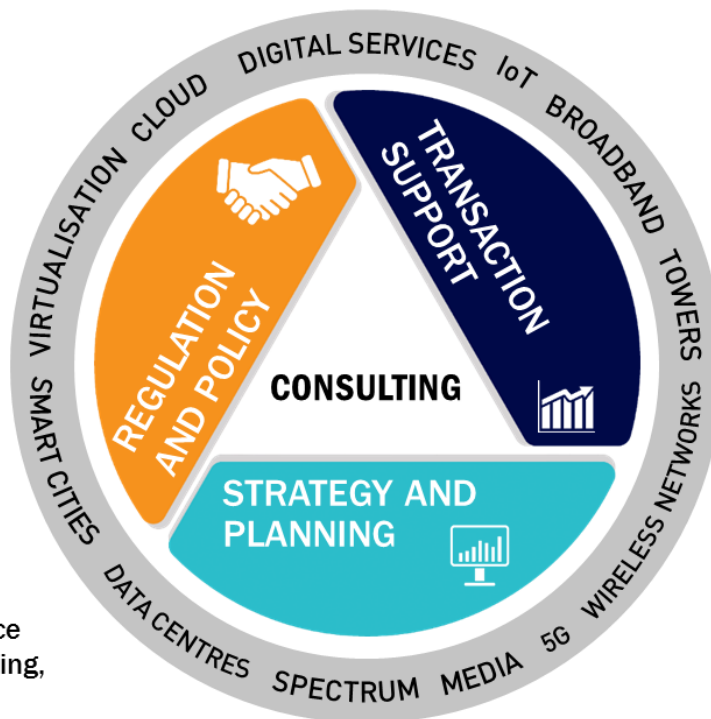 DIGITAL SERVICES
IoT
BROADBAND
TOWERS
WIRELESS NETWORKS
5G
MEDIA
SPECTRUM
DATA CENTRES
SMART CITIES
VIRTUALISATION
CLOUD
REGULATION
AND POLICY
TRANSACTION
SUPPORT
CONSULTING
STRATEGY AND
PLANNING